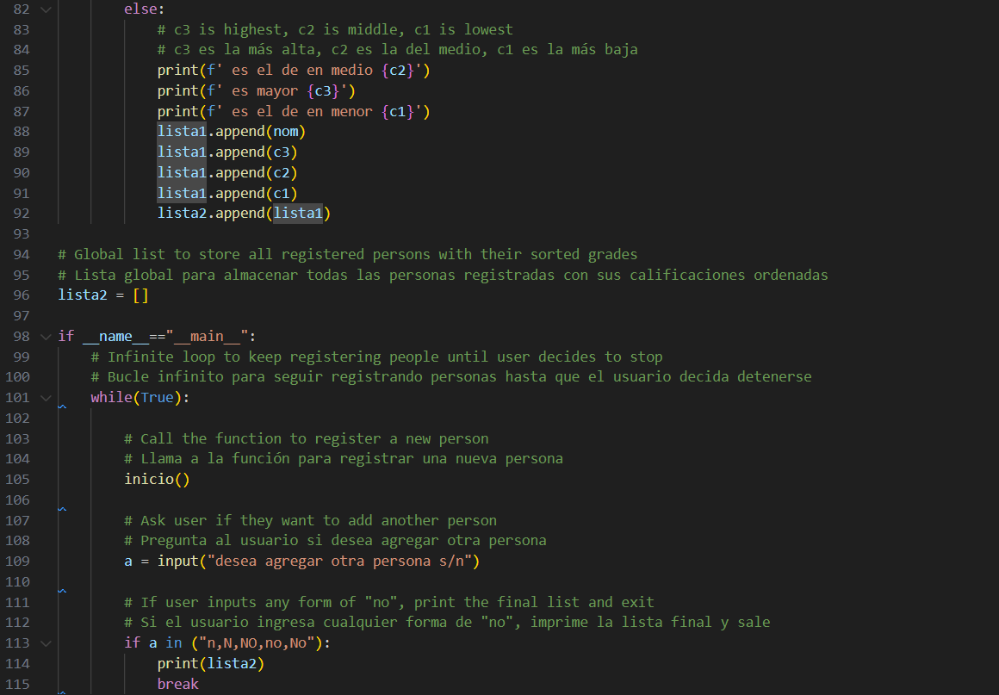 82 else:
83 # c3 is highest, c2 is middle, c1 is lowest
84 # c3 es la más alta, c2 es la del medio, c1 es la más baja
85 print(f' es el de en medio {c2}')
86 print(f' es mayor {c3}')
87 print(f' es el de en menor {c1}')
88 lista1.append(nom)
89 lista1.append(c3)
90 lista1.append(c2)
91 lista1.append(c1)
92 lista2.append(lista1)
93
94 # Global list to store all registered persons with their sorted grades
95 # Lista global para almacenar todas las personas registradas con sus calificaciones ordenadas
96 lista2 = []
97
98 if __name__=="__main__":
99 # Infinite loop to keep registering people until user decides to stop
100 # Bucle infinito para seguir registrando personas hasta que el usuario decida detenerse
101 while(True):
102
103 # Call the function to register a new person
104 # Llama a la función para registrar una nueva persona
105 inicio()
106
107 # Ask user if they want to add another person
108 # Pregunta al usuario si desea agregar otra persona
109 a = input("desea agregar otra persona s/n")
110
111 # If user inputs any form of "no", print the final list and exit
112 # Si el usuario ingresa cualquier forma de "no", imprime la lista final y sale
113 if a in ("n,N,NO,no,No"):
114 print(lista2)
115 break